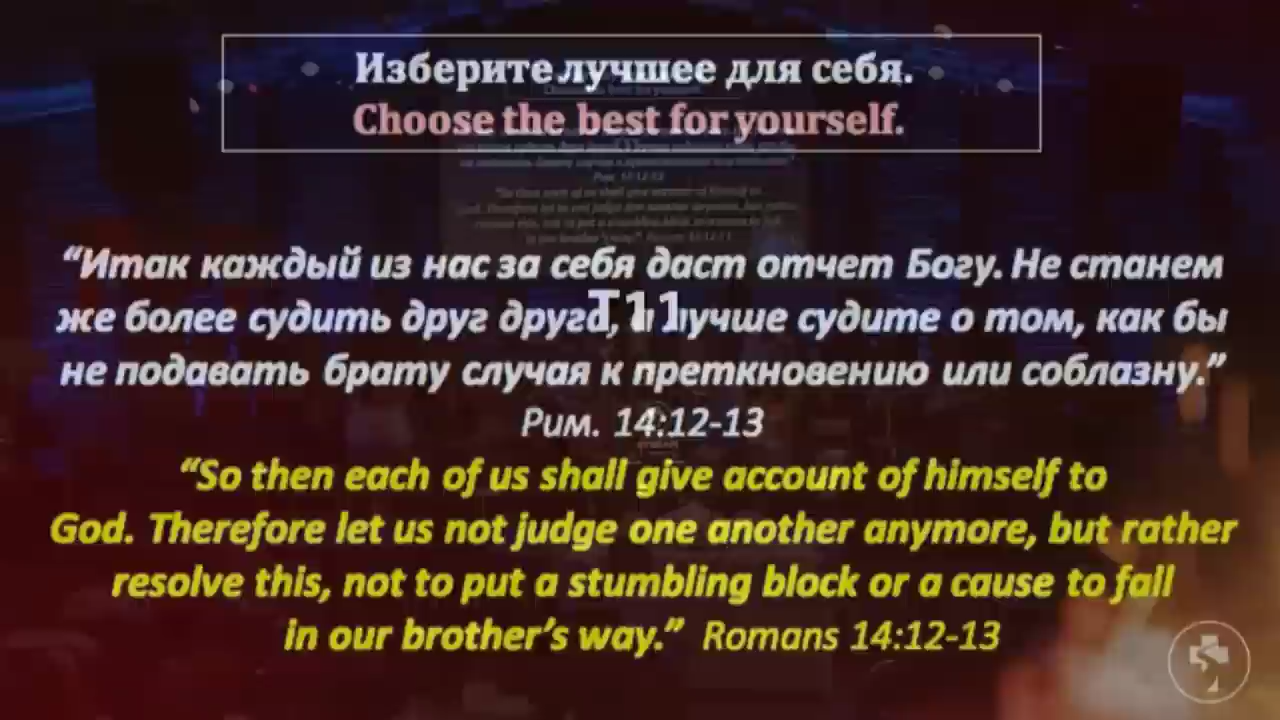 Изберите лучшее для себя.
Choose the best for yourself.
“Итак каждый из нас за себя даст отчет Богу. Не станем
же более судить друг друга, а лучше судите о том, как бы
T11
не подавать брату случая к преткновению или соблазну.”
Рим. 14:12-13
“So then each of us shall give account of himself to
God. Therefore let us not judge one another anymore, but rather
resolve this, not to put a stumbling block or a cause to fall
in our brother’s way.” Romans 14:12-13